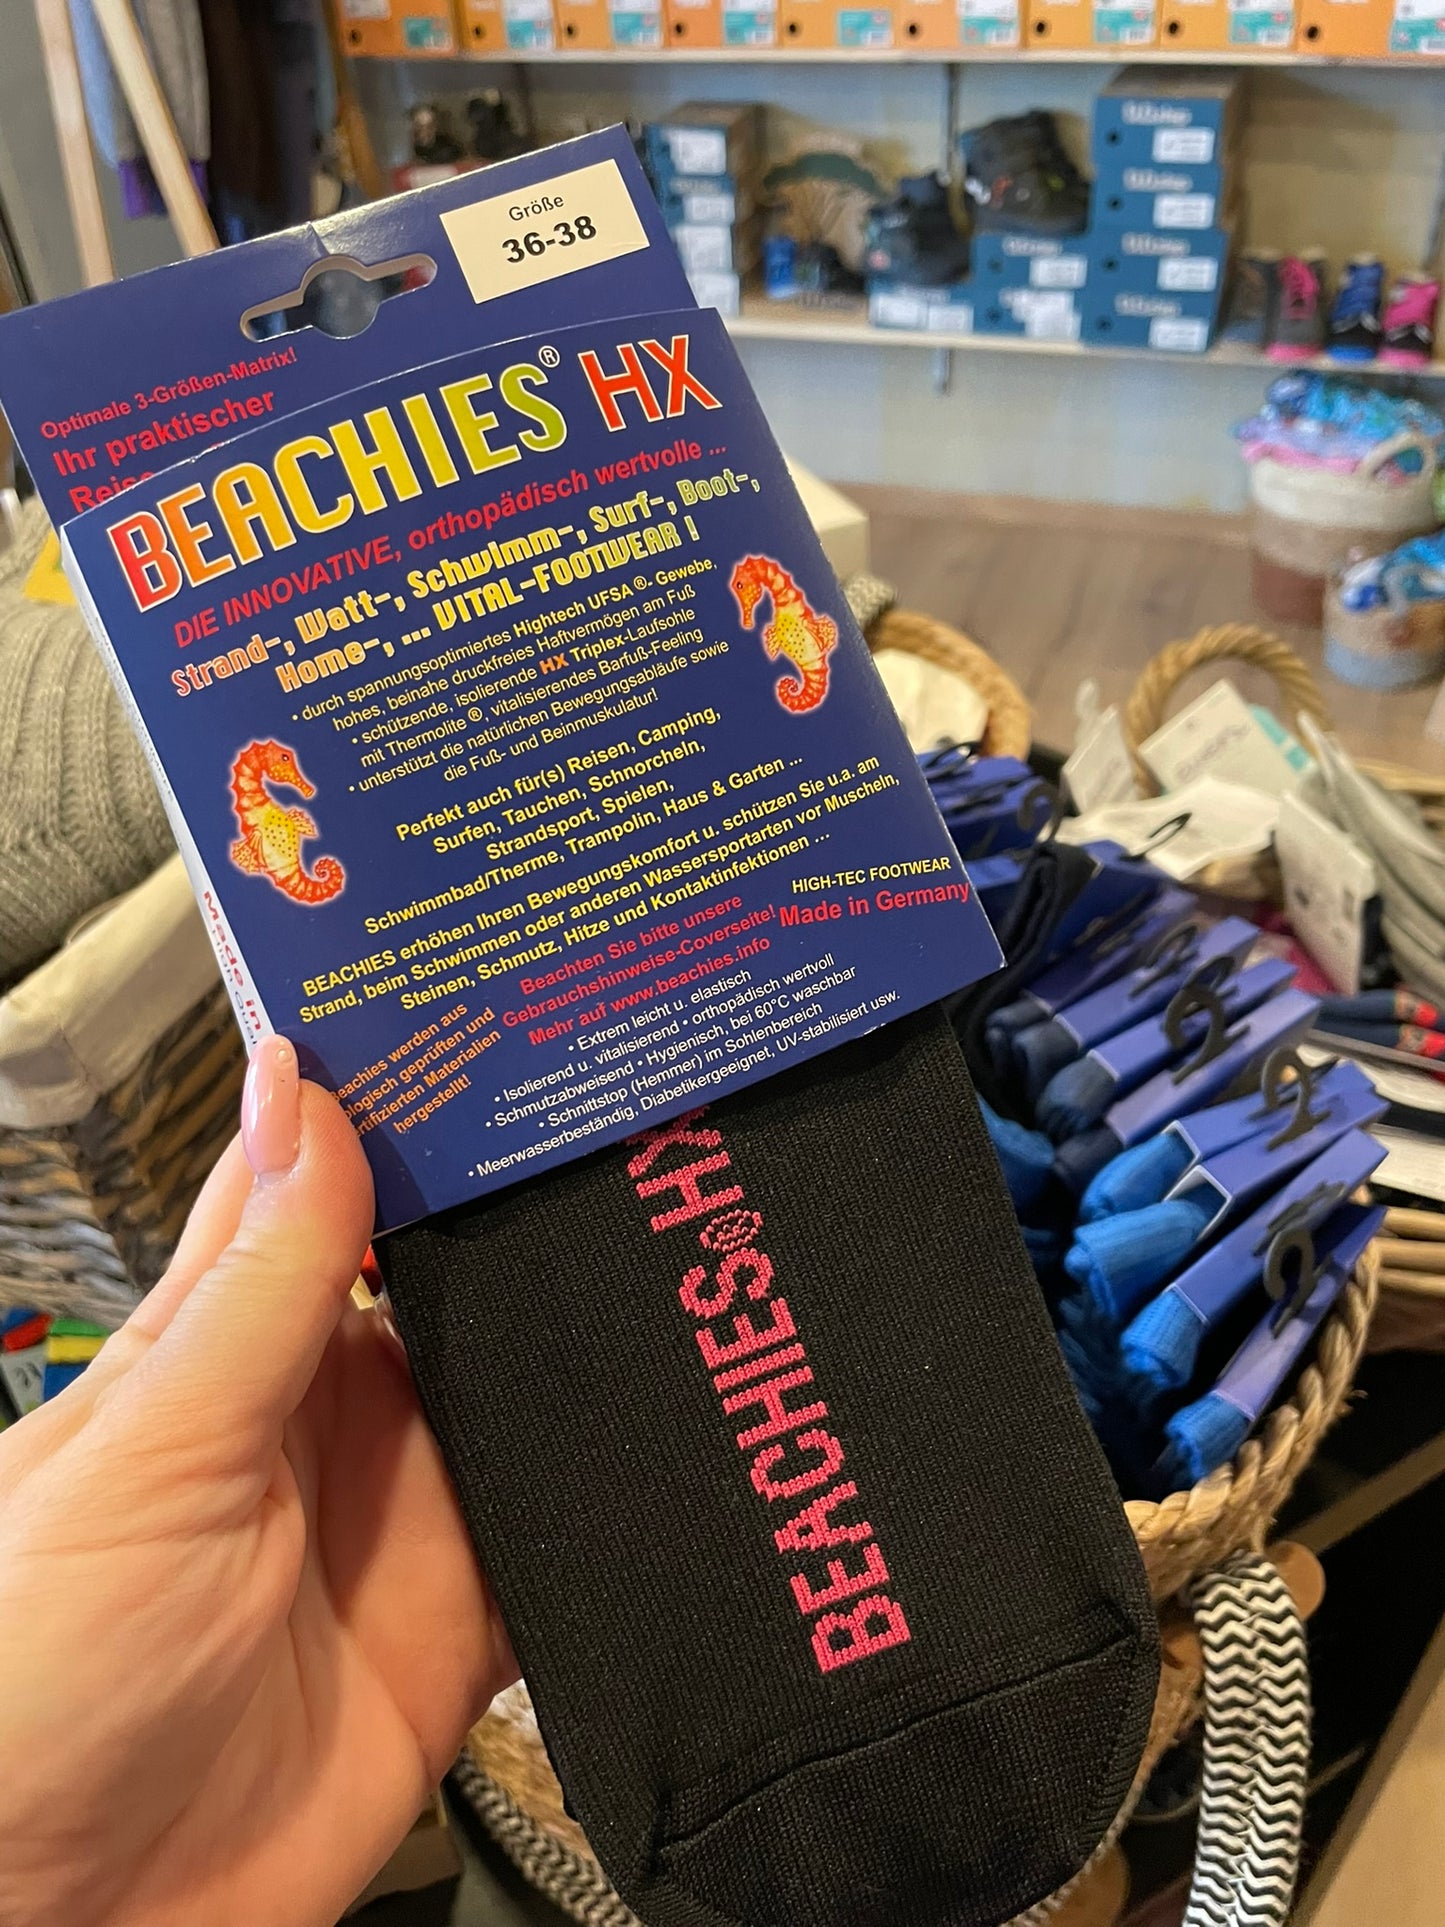 Größe
36-38
Optimale 3-Größen-Matrix!
Ihr praktischer
BEACHIES® HX
DIE INNOVATIVE, orthopädisch wertvolle ...
Strand-, Watt-, Schwimm-, Surf-, Boot-,
Home-, ... VITAL-FOOTWEAR !
• durch spannungsoptimiertes Hightech UFSA ®- Gewebe,
hohes, beinahe druckfreies Haftvermögen am Fuß
• schützende, isolierende HX Triplex-Laufsohle
mit Thermolite ®, vitalisierendes Barfuß-Feeling
• unterstützt die natürlichen Bewegungsabläufe sowie
die Fuß- und Beinmuskulatur!
Perfekt auch für(s) Reisen, Camping,
Surfen, Tauchen, Schnorcheln,
Strandsport, Spielen,
Schwimmbad/Therme, Trampolin, Haus & Garten ...
BEACHIES erhöhen Ihren Bewegungskomfort u. schützen Sie u.a. am
Strand, beim Schwimmen oder anderen Wassersportarten vor Muscheln,
Steinen, Schmutz, Hitze und Kontaktinfektionen ...
HIGH-TEC FOOTWEAR
Made in Germany
Beachten Sie bitte unsere
Gebrauchshinweise-Coverseite!
Mehr auf www.beachies.info
Beachies werden aus
geprüften und
Materialien
hergestellt!
• Extrem leicht u. elastisch
• Isolierend u. vitalisierend • orthopädisch wertvoll
• Schmutzabweisend • Hygienisch, bei 60°C waschbar
• Schnittstop (Hemmer) im Sohlenbereich
• Meerwasserbeständig, Diabetikergeeignet, UV-stabilisiert usw.
Made in
BEACHIES® HX